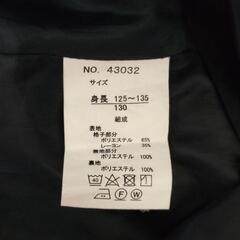 NO. 43032
サイズ
身長 125~135
130
組成
表地
格子部分
ポリエステル 65%
レーヨン 35%
無地部分
ポリエステル 100%
裏地
ポリエステル 100%
40
F W